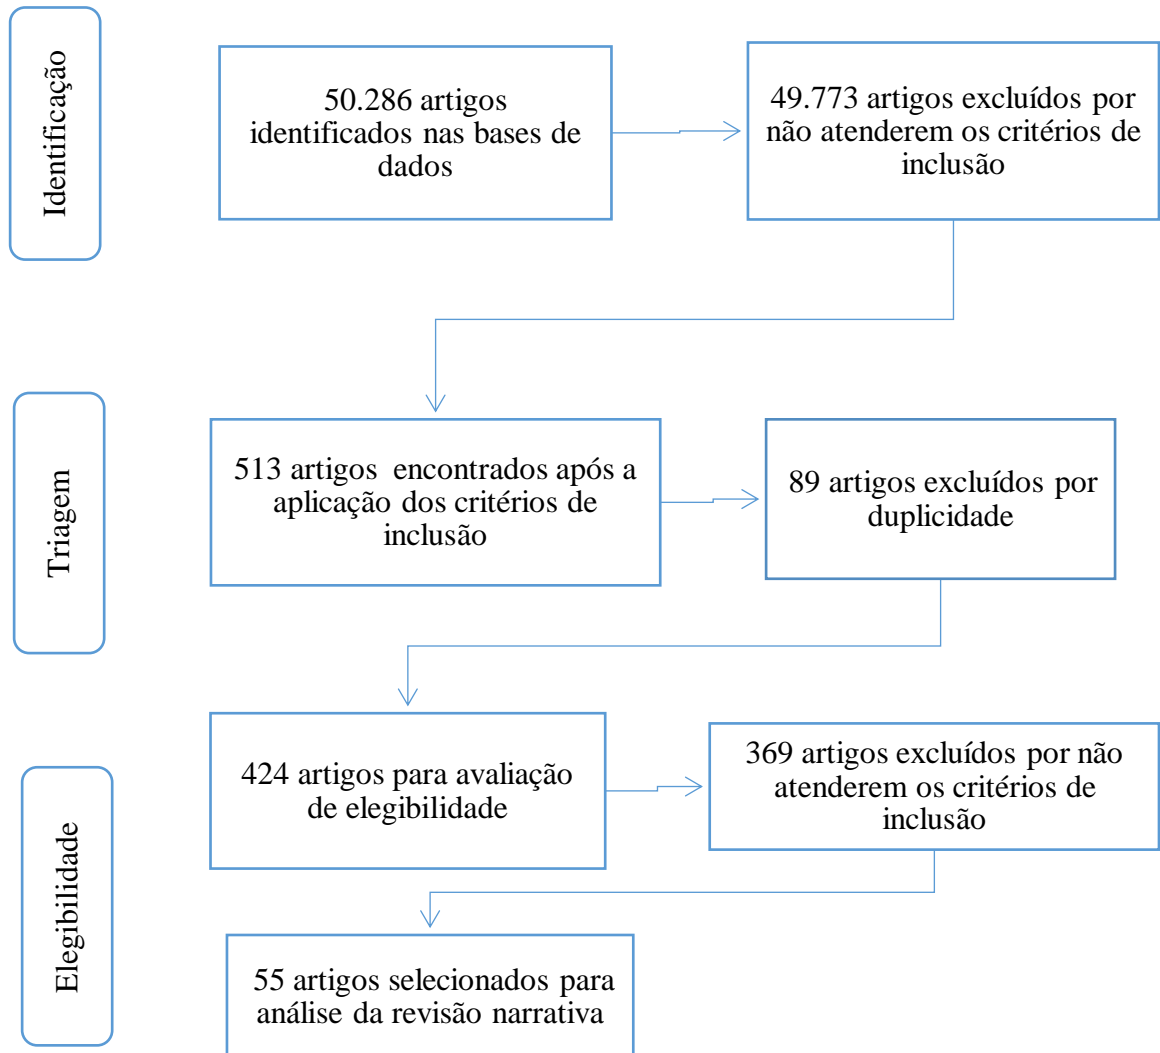 Identificação
50.286 artigos
identificados nas bases de
dados
49.773 artigos excluídos por
não atenderem os critérios de
inclusão
Triagem
513 artigos  encontrados após a
aplicação dos critérios de
inclusão
89 artigos excluídos por
duplicidade
Elegibilidade
424 artigos para avaliação
de elegibilidade
369 artigos excluídos por não
atenderem os critérios de
inclusão
55 artigos selecionados para
análise da revisão narrativa